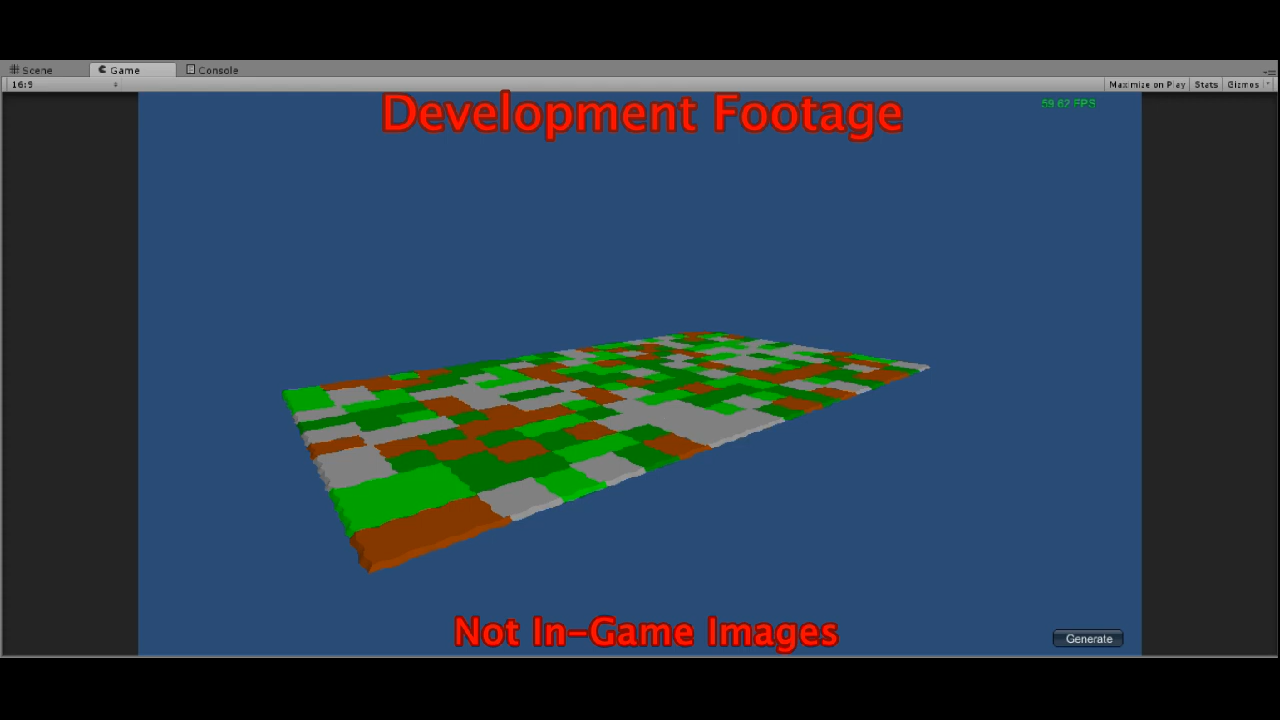 Scene Game Console
16:9 Maximize on Play Stats Gizmos
Development Footage
59.62 FPS
Not In-Game Images
Generate